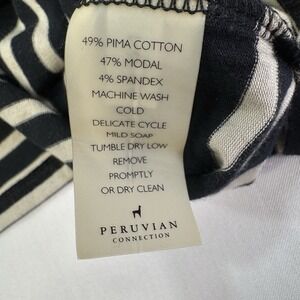 49% PIMA COTTON
47% MODAL
4% SPANDEX
MACHINE WASH
COLD
DELICATE CYCLE
MILD SOAP
TUMBLE DRY LOW
REMOVE
PROMPTLY
OR DRY CLEAN
PERUVIAN
CONNECTION